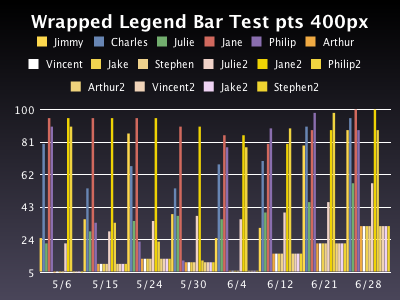 Wrapped Legend Bar Test pts 400px
Jimmy Charles Julie Jane Philip Arthur
Vincent Jake Stephen Julie2 Jane2 Philip2
Arthur2 Vincent2 Jake2 Stephen2
100
81
62
43
24
5
5/6 5/15 5/24 5/30 6/4 6/12 6/21 6/28